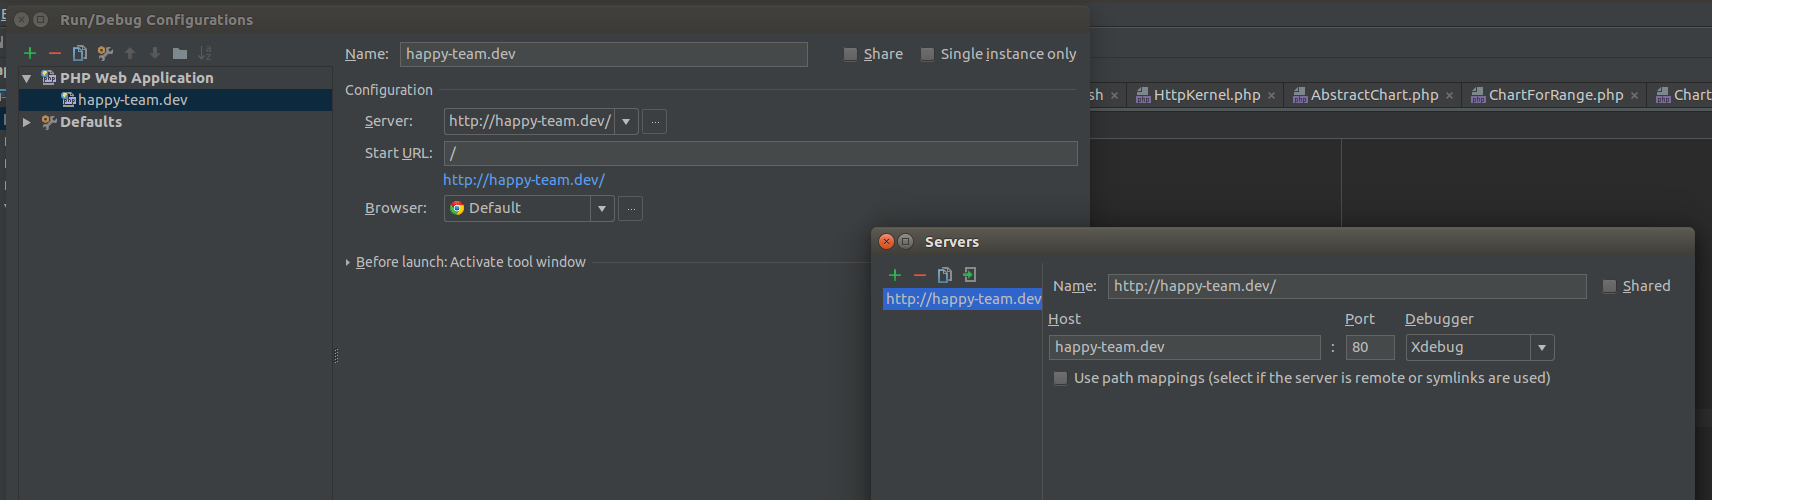 Run/Debug Configurations
Name: happy-team.dev Share Single instance only
PHP Web Application
happy-team.dev
Defaults
Configuration
Server: http://happy-team.dev/ ...
Start URL: /
http://happy-team.dev/
Browser: Default ...
Before launch: Activate tool window
sh HttpKernel.php AbstractChart.php ChartForRange.php Chart
Servers
http://happy-team.dev
Name: http://happy-team.dev/ Shared
Host Port Debugger
happy-team.dev : 80 Xdebug
Use path mappings (select if the server is remote or symlinks are used)